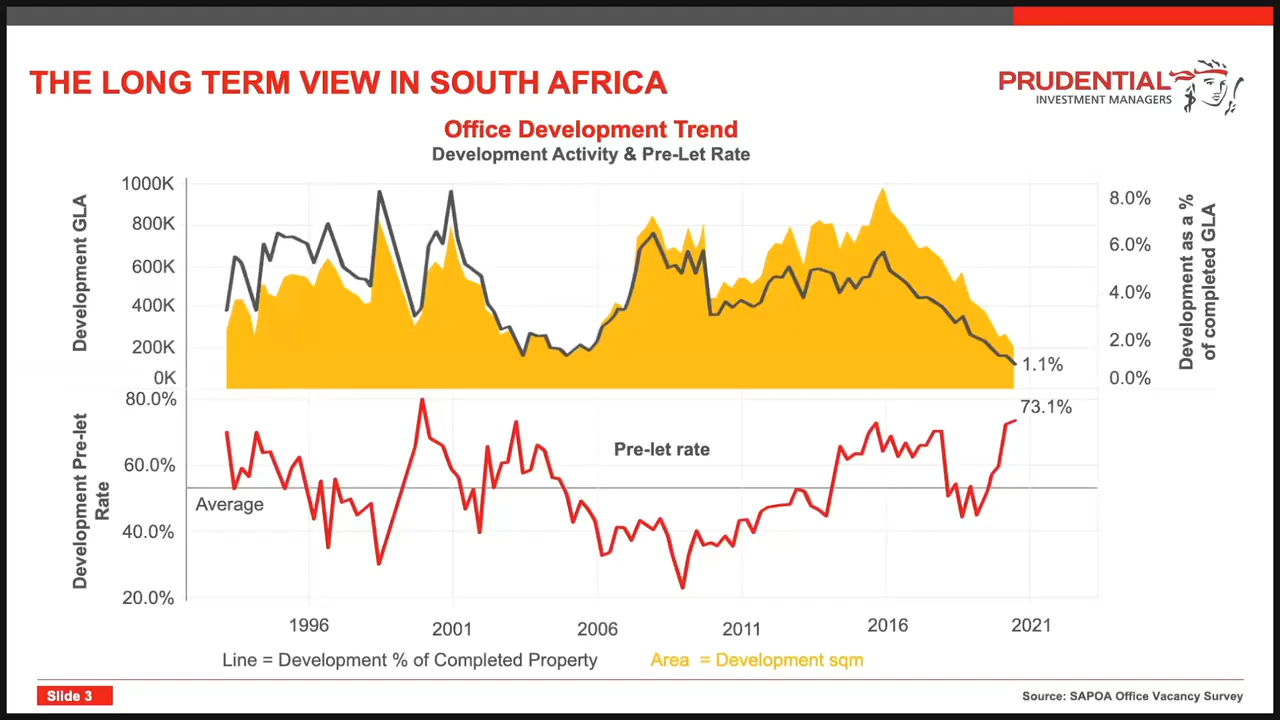 THE LONG TERM VIEW IN SOUTH AFRICA
PRUDENTIAL
INVESTMENT MANAGERS
Office Development Trend
Development Activity & Pre-Let Rate
Development GLA
1000K
800K
600K
400K
200K
0K
8.0%
6.0%
4.0%
2.0%
0.0%
Development as a %
of completed GLA
1.1%
Development Pre-let
Rate
80.0%
60.0%
40.0%
20.0%
73.1%
Pre-let rate
Average
1996
2001
2006
2011
2016
2021
Line = Development % of Completed Property
Area = Development sqm
Slide 3
Source: SAPOA Office Vacancy Survey